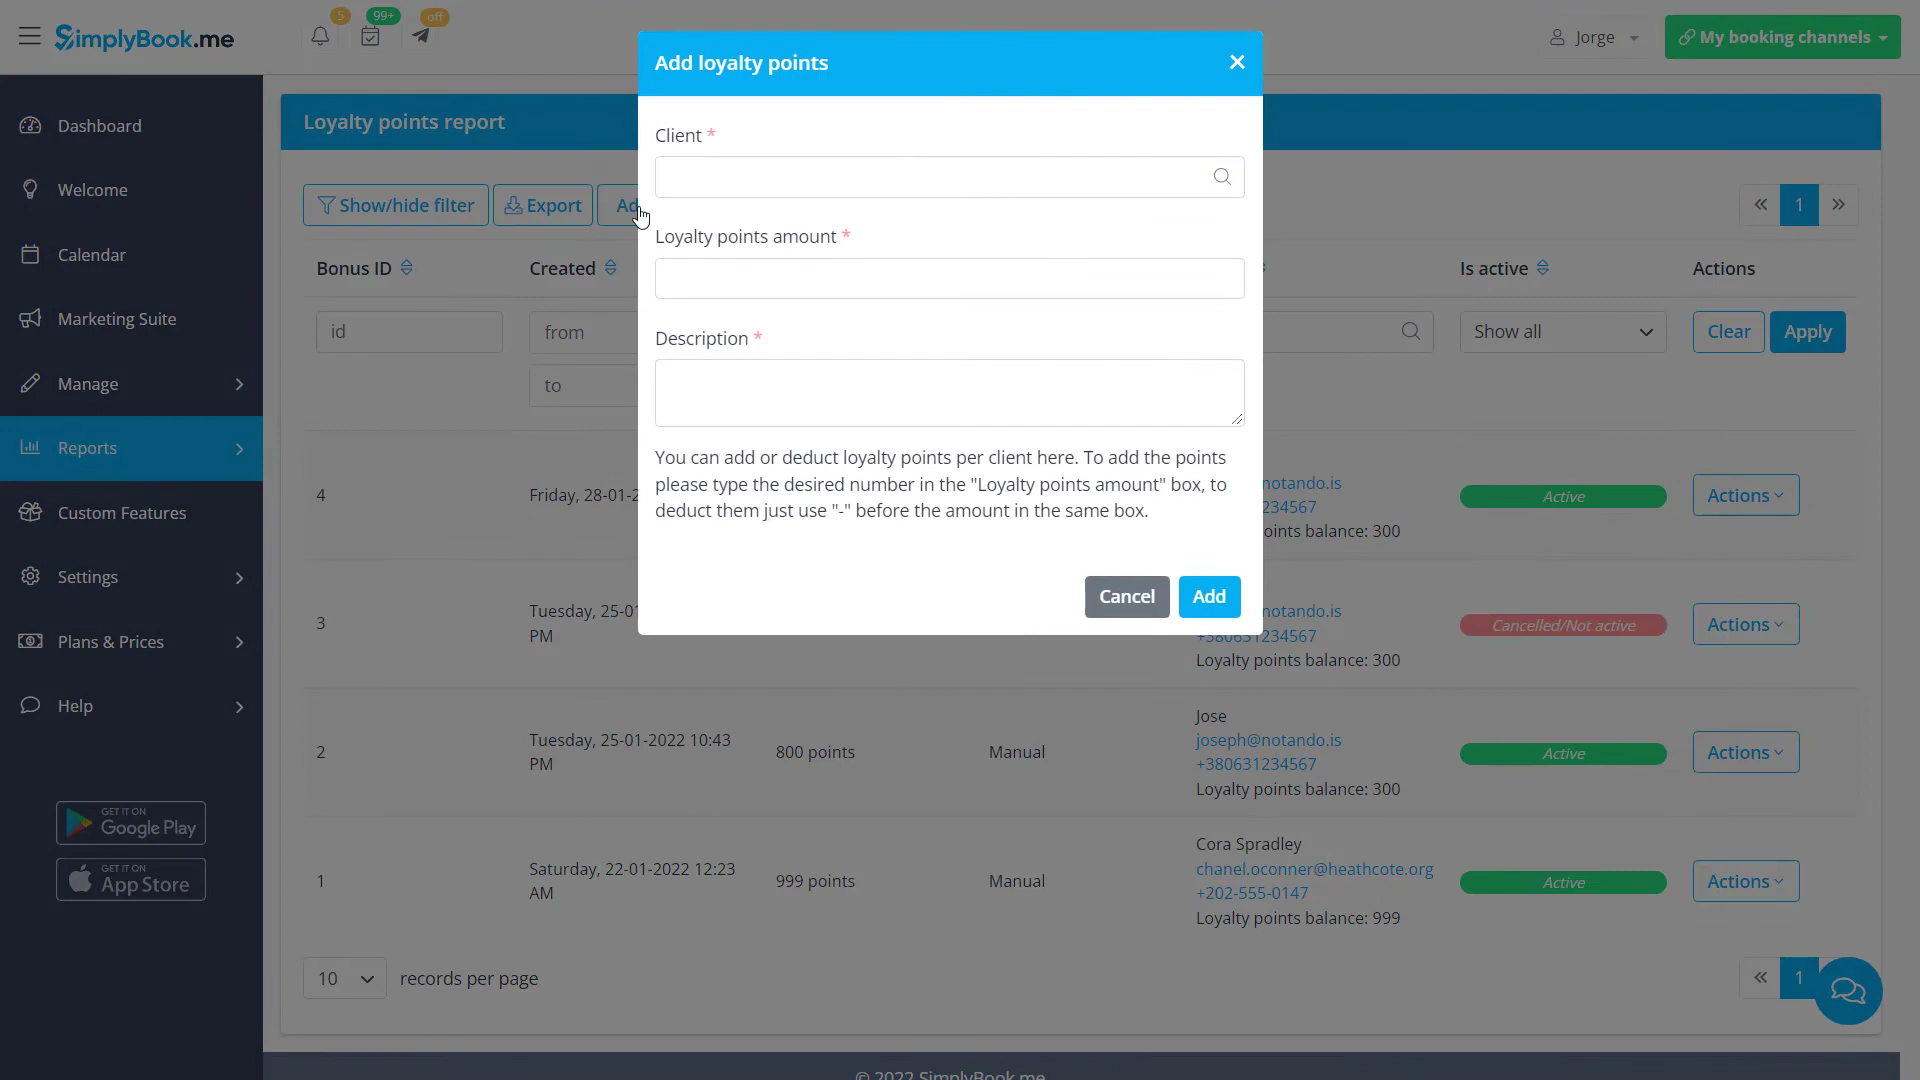 SimplyBook.me
5
99+
off
Jorge
My booking channels
Dashboard
Welcome
Calendar
Marketing Suite
Manage
Reports
Custom Features
Settings
Plans & Prices
Help
GET IT ON
Google Play
GET IT ON
App Store
Loyalty points report
Show/hide filter
Export
Ad
« 1 »
Bonus ID
Created
Is active
Actions
id
from
to
Show all
Clear
Apply
Add loyalty points
Client *
Loyalty points amount *
Description *
You can add or deduct loyalty points per client here. To add the points
please type the desired number in the "Loyalty points amount" box, to
deduct them just use "-" before the amount in the same box.
Cancel
Add
4
Friday, 28-01-2
notando.is
234567
oints balance: 300
Active
Actions
3
Tuesday, 25-01
PM
notando.is
+380631234567
Loyalty points balance: 300
Cancelled/Not active
Actions
2
Tuesday, 25-01-2022 10:43
PM
800 points
Manual
Jose
joseph@notando.is
+380631234567
Loyalty points balance: 300
Active
Actions
1
Saturday, 22-01-2022 12:23
AM
999 points
Manual
Cora Spradley
chanel.oconner@heathcote.org
+202-555-0147
Loyalty points balance: 999
Active
Actions
10
records per page
« 1
© 2022 SimplyBook.me